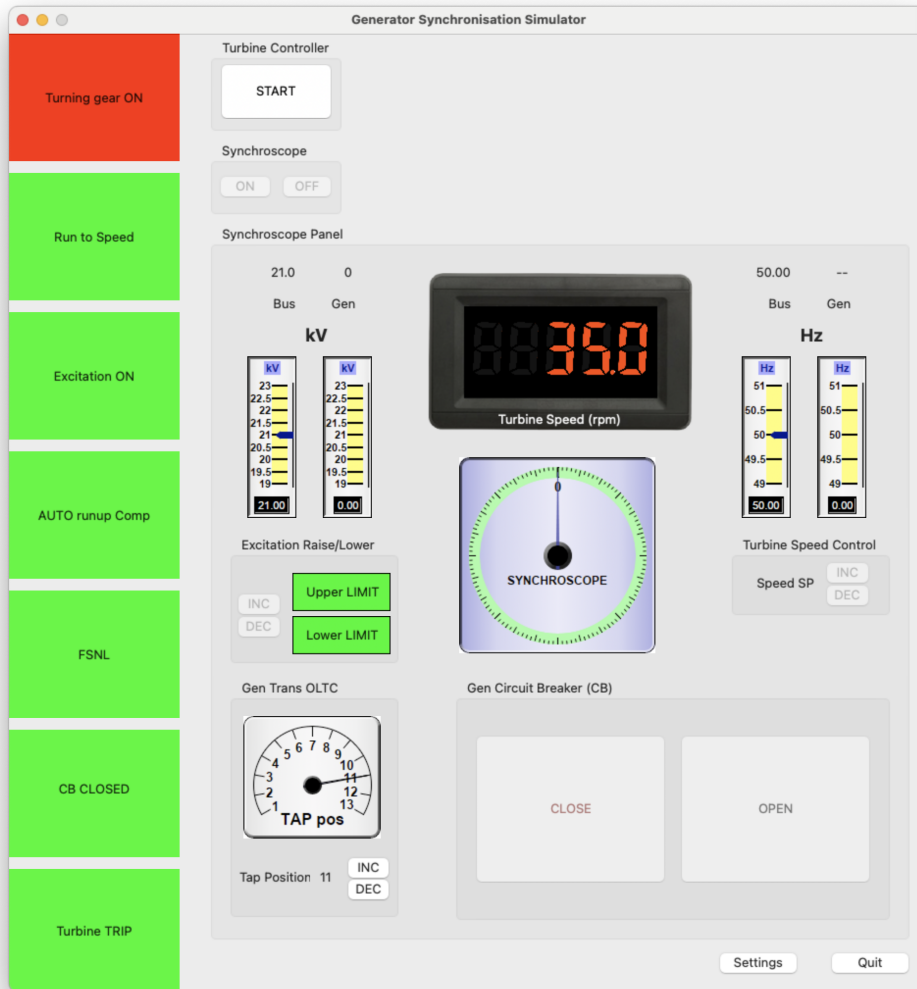 Generator Synchronisation Simulator
Turning gear ON
Run to Speed
Excitation ON
AUTO runup Comp
FSNL
CB CLOSED
Turbine TRIP
Turbine Controller
START
Synchroscope
ON OFF
Synchroscope Panel
21.0 0
Bus Gen
kV
kV
23
22.5
22
21.5
21
20.5
20
19.5
19
21.00
kV
23
22.5
22
21.5
21
20.5
20
19.5
19
0.00
35.0
Turbine Speed (rpm)
0
SYNCHROSCOPE
50.00 --
Bus Gen
Hz
Hz
51
50.5
50
49.5
49
50.00
Hz
51
50.5
50
49.5
49
0.00
Excitation Raise/Lower
INC
DEC
Upper LIMIT
Lower LIMIT
Turbine Speed Control
Speed SP
INC
DEC
Gen Trans OLTC
1 2 3 4 5 6 7 8 9 10 11 12 13
TAP pos
Tap Position 11
INC
DEC
Gen Circuit Breaker (CB)
CLOSE
OPEN
Settings
Quit